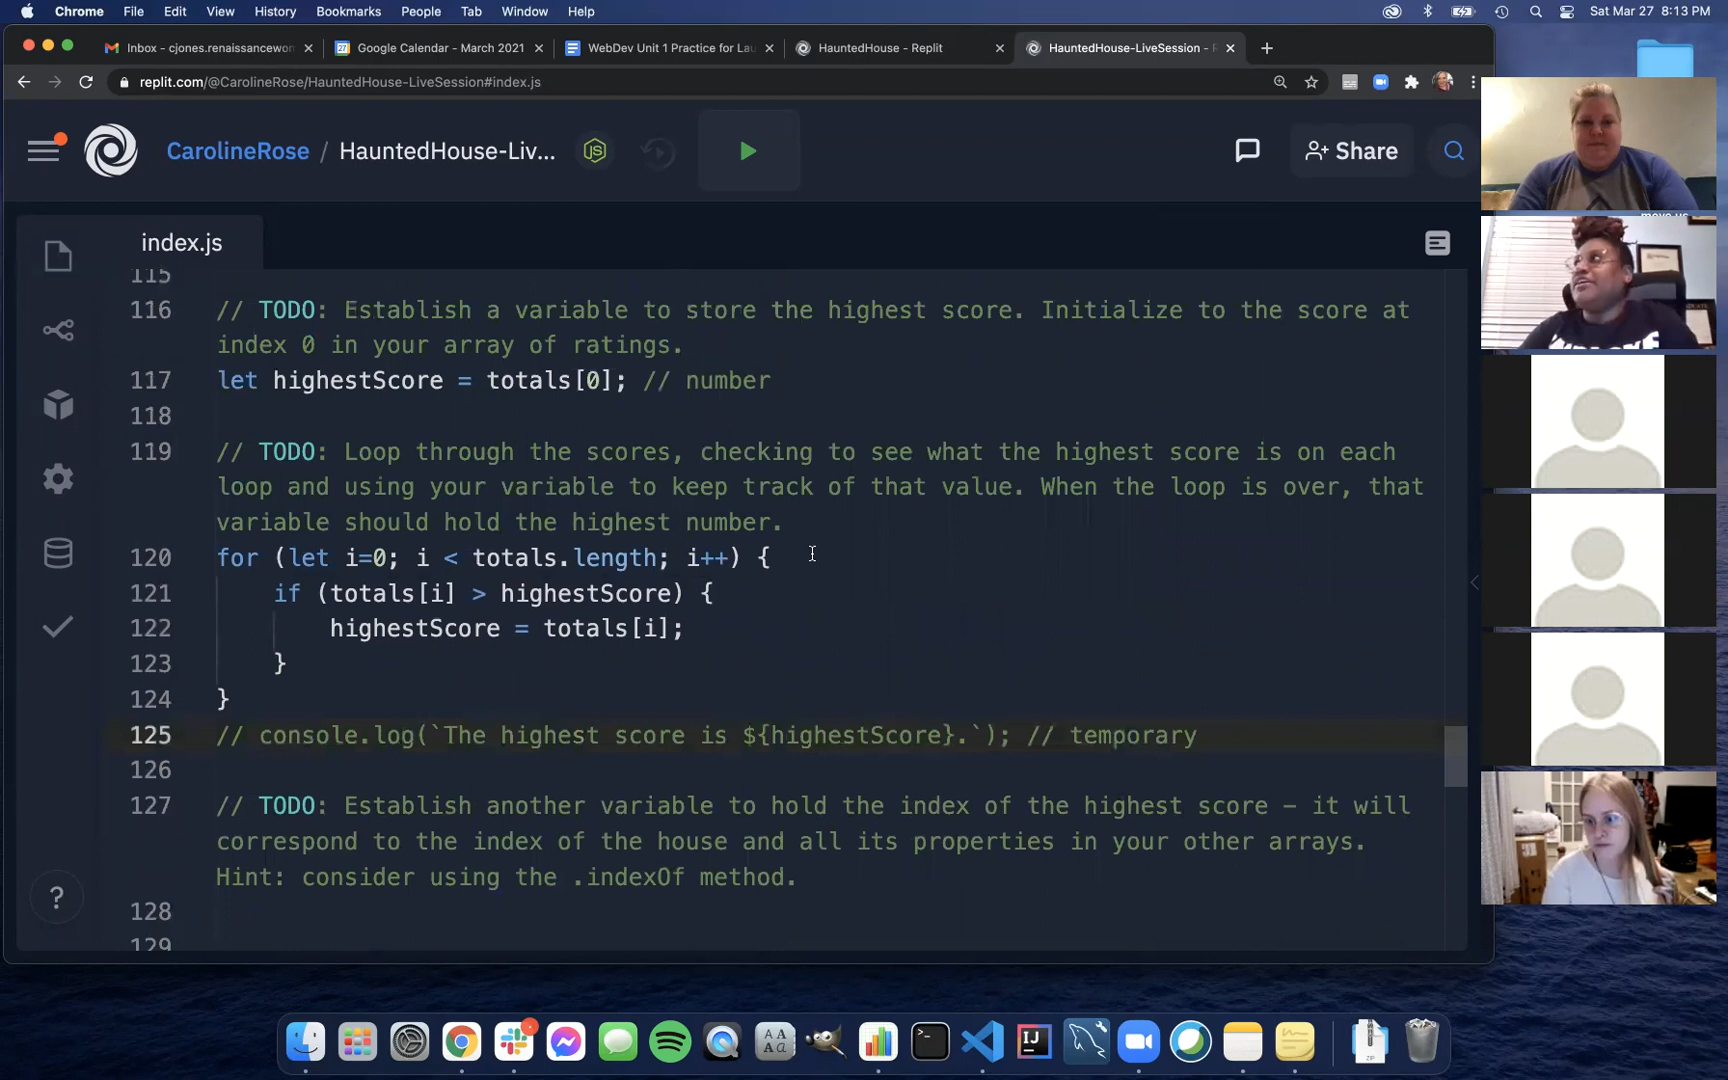 Chrome File Edit View History Bookmarks People Tab Window Help Sat Mar 27 8:13 PM
Inbox - cjones.renaissancewon Google Calendar - March 2021 WebDev Unit 1 Practice for Lau HauntedHouse - Replit HauntedHouse-LiveSession - R
replit.com/@CarolineRose/HauntedHouse-LiveSession#index.js
CarolineRose / HauntedHouse-Liv... JS Share
index.js
115
116 // TODO: Establish a variable to store the highest score. Initialize to the score at
index 0 in your array of ratings.
117 let highestScore = totals[0]; // number
118
119 // TODO: Loop through the scores, checking to see what the highest score is on each
loop and using your variable to keep track of that value. When the loop is over, that
variable should hold the highest number.
120 for (let i=0; i < totals.length; i++) {
121 if (totals[i] > highestScore) {
122 highestScore = totals[i];
123 }
124 }
125 // console.log(`The highest score is ${highestScore}.`); // temporary
126
127 // TODO: Establish another variable to hold the index of the highest score – it will
correspond to the index of the house and all its properties in your other arrays.
Hint: consider using the .indexOf method.
128
129
?